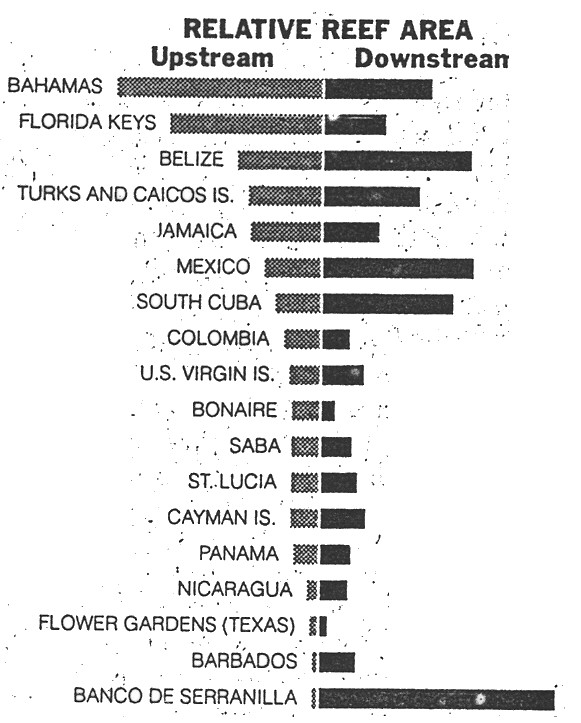 RELATIVE REEF AREA
Upstream Downstream
BAHAMAS
FLORIDA KEYS
BELIZE
TURKS AND CAICOS IS.
JAMAICA
MEXICO
SOUTH CUBA
COLOMBIA
U.S. VIRGIN IS.
BONAIRE
SABA
ST. LUCIA
CAYMAN IS.
PANAMA
NICARAGUA
FLOWER GARDENS (TEXAS)
BARBADOS
BANCO DE SERRANILLA